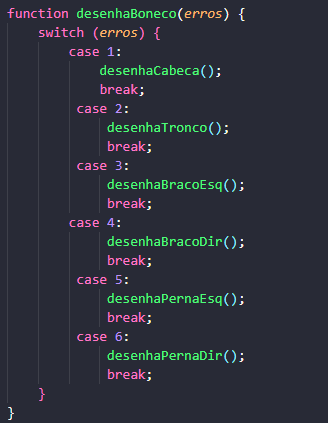 function desenhaBoneco(erros) {
    switch (erros) {
        case 1:
            desenhaCabeca();
            break;
         case 2:
             desenhaTronco();
             break;
         case 3:
             desenhaBracoEsq();
             break;
        case 4:
             desenhaBracoDir();
             break;
         case 5:
             desenhaPernaEsq();
             break;
         case 6:
             desenhaPernaDir();
             break;
    }
}